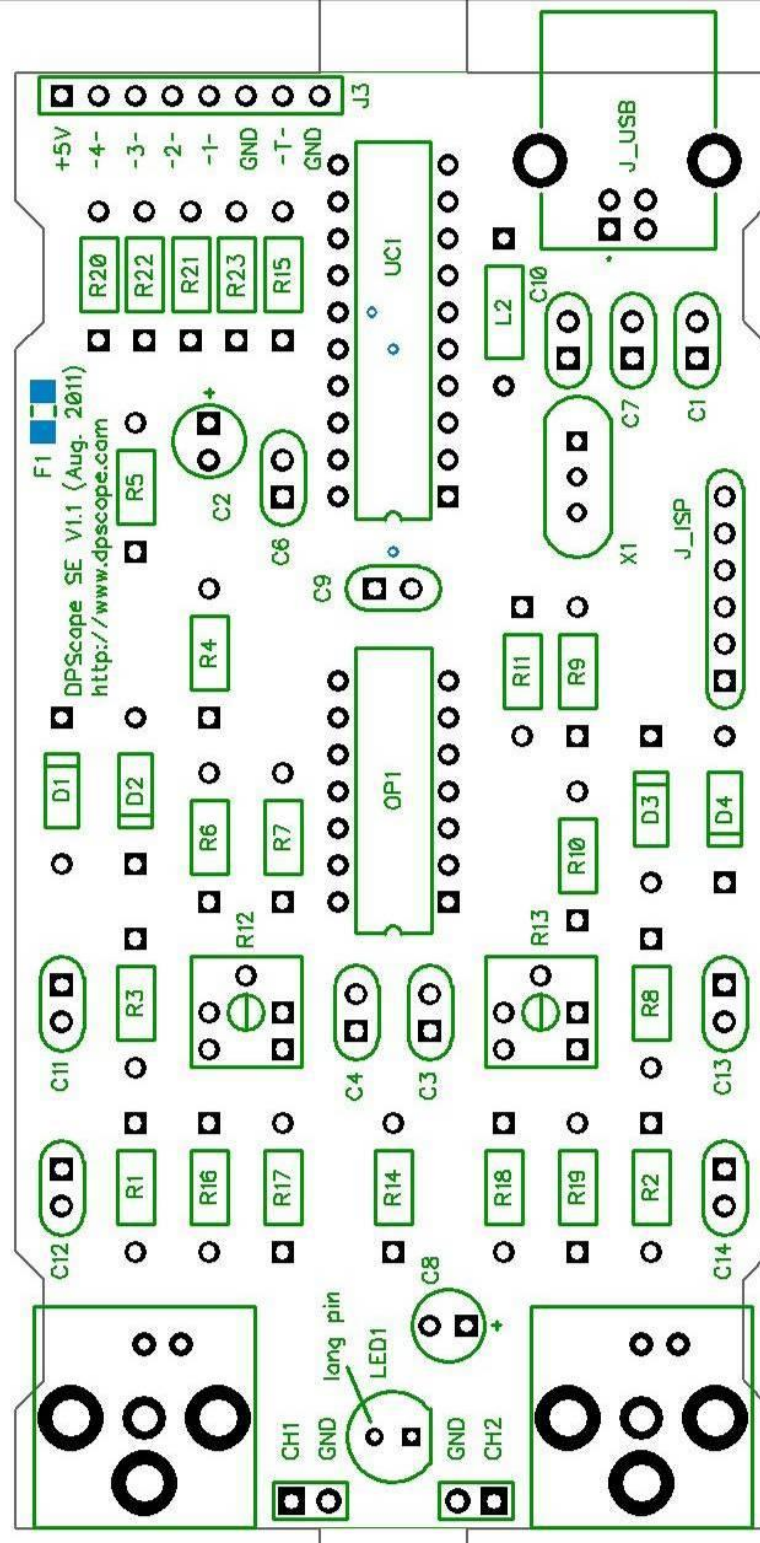 J3
+5V
-4-
-3-
-2-
-1-
GND
-T-
GND
J_USB
R20
R22
R21
R23
R15
UC1
L2
C10
F1
DPScope SE V1.1 (Aug. 2011)
http://www.dpscope.com
R5
+
C2
C6
C7
C1
X1
J_ISP
C9
R4
R11
R9
D1
D2
R6
R7
OP1
R10
D3
D4
R12
R13
C11
R3
C4
C3
R8
C13
C12
R1
R16
R17
R14
R18
R19
R2
C14
C8
+
long pin
LED1
CH1
GND
GND
CH2